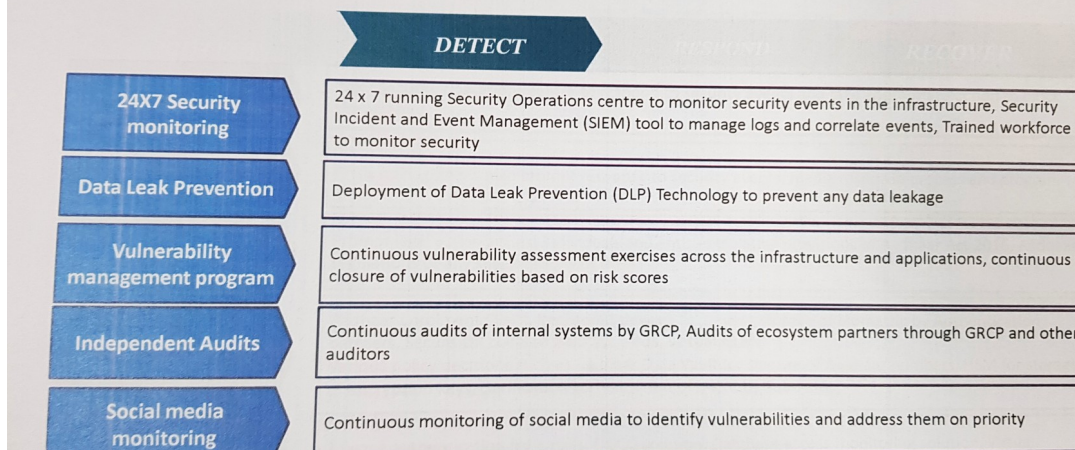 DETECT
RESPOND
RECOVER
24X7 Security
monitoring
24 x 7 running Security Operations centre to monitor security events in the infrastructure, Security
Incident and Event Management (SIEM) tool to manage logs and correlate events, Trained workforce
to monitor security
Data Leak Prevention
Deployment of Data Leak Prevention (DLP) Technology to prevent any data leakage
Vulnerability
management program
Continuous vulnerability assessment exercises across the infrastructure and applications, continuous
closure of vulnerabilities based on risk scores
Independent Audits
Continuous audits of internal systems by GRCP, Audits of ecosystem partners through GRCP and other
auditors
Social media
monitoring
Continuous monitoring of social media to identify vulnerabilities and address them on priority